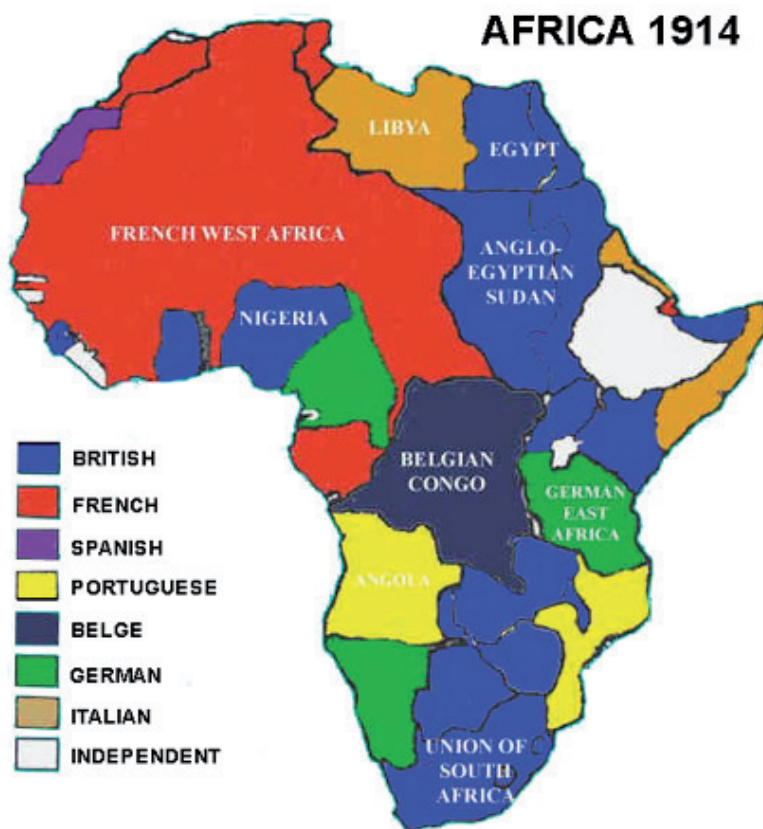 AFRICA 1914
LIBYA
EGYPT
FRENCH WEST AFRICA
ANGLO-
EGYPTIAN
SUDAN
NIGERIA
BRITISH
FRENCH
SPANISH
PORTUGUESE
BELGE
GERMAN
ITALIAN
INDEPENDENT
BELGIAN
CONGO
GERMAN
EAST
AFRICA
ANGOLA
UNION OF
SOUTH
AFRICA